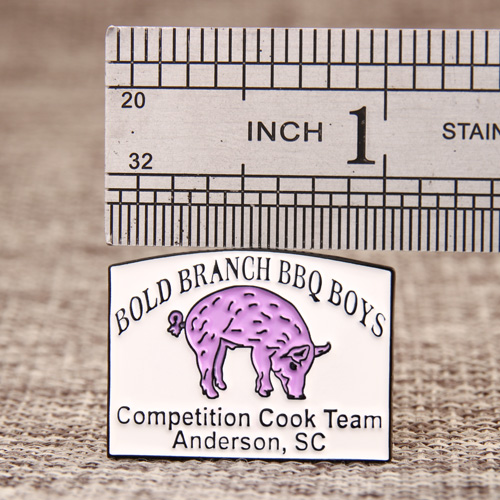 20
INCH 1 STAIN
32
BOLD BRANCH BBQ BOYS
Competition Cook Team
Anderson, SC